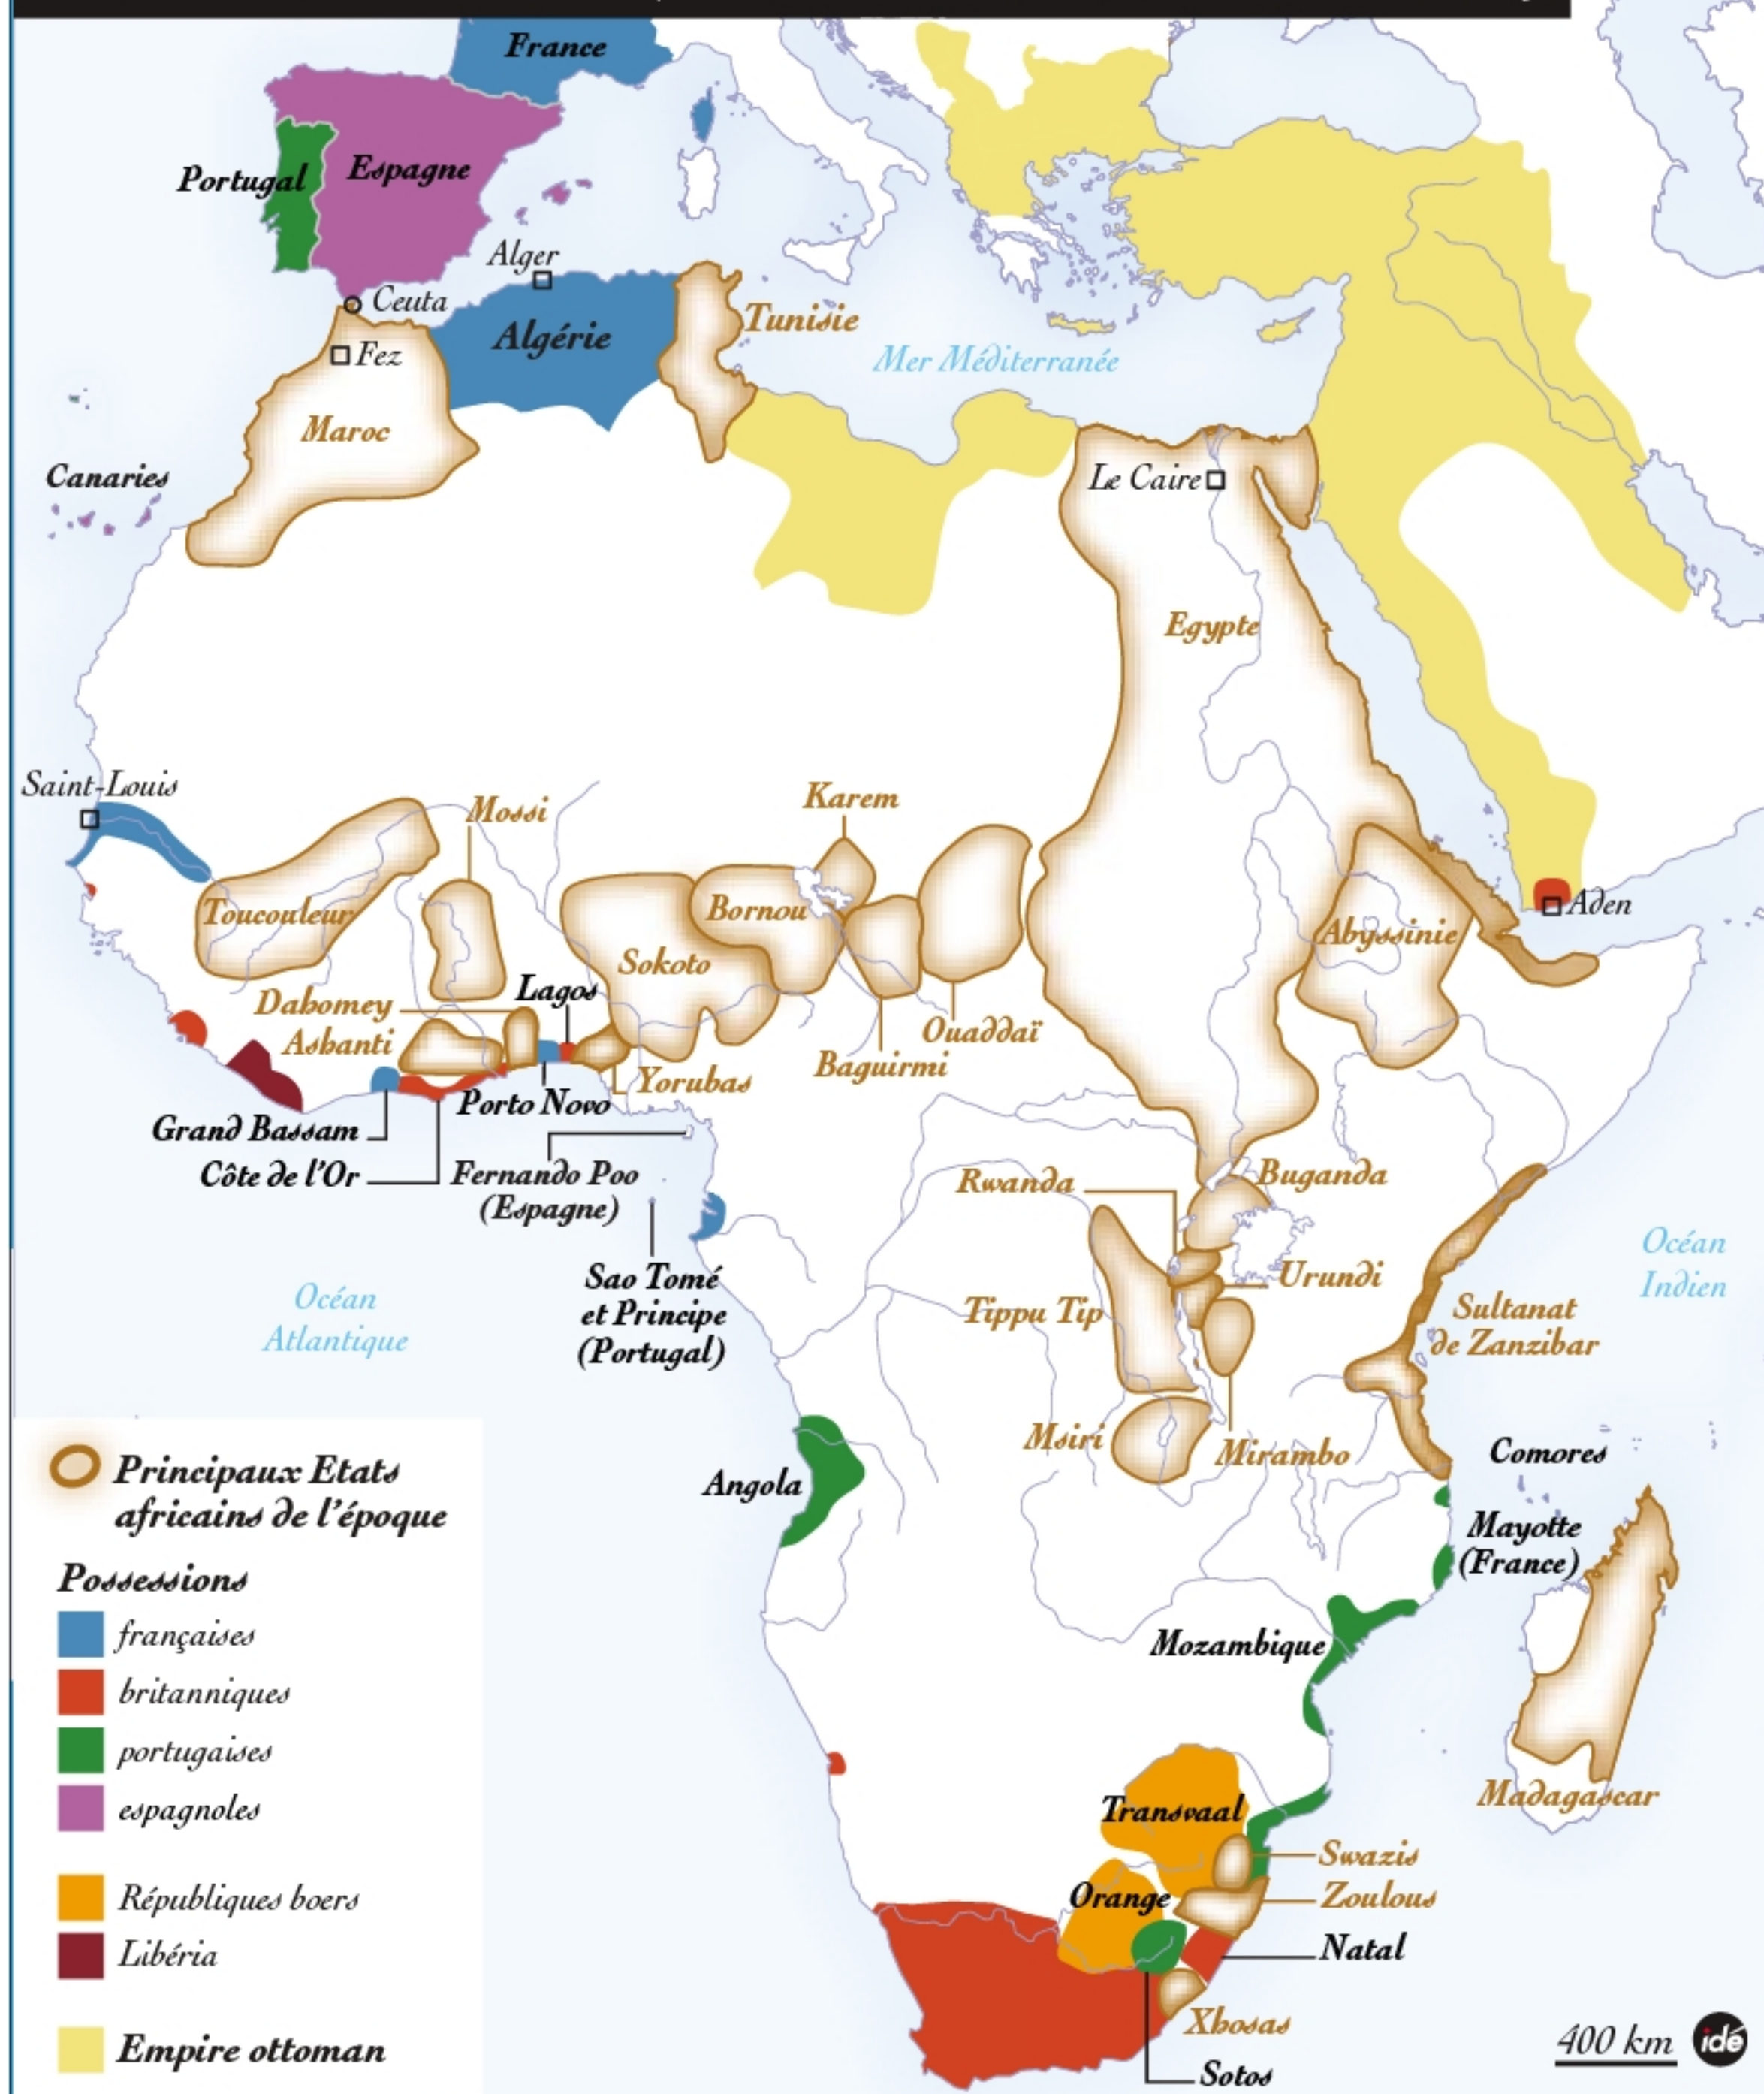 France
Portugal
Espagne
Alger
Ceuta
Algérie
Tunisie
Fez
Mer Méditerranée
Maroc
Canaries
Le Caire
Egypte
Saint-Louis
Mossi
Karem
Toucouleur
Bornou
Aden
Abyssinie
Sokoto
Lagos
Dahomey
Ashanti
Ouaddaï
Baguirmi
Yorubas
Porto Novo
Grand Bassam
Côte de l'Or
Fernando Poo
(Espagne)
Rwanda
Buganda
Océan
Indien
Urundi
Sao Tomé
et Principe
(Portugal)
Océan
Atlantique
Tippu Tip
Sultanat
de Zanzibar
Msiri
Mirambo
Comores
Angola
Mayotte
(France)
Mozambique
Madagascar
Transvaal
Swazis
Orange
Zoulous
Natal
Xhosas
Sotos
Principaux Etats
africains de l'époque
Possessions
françaises
britanniques
portugaises
espagnoles
Républiques boers
Libéria
Empire ottoman
400 km
idé